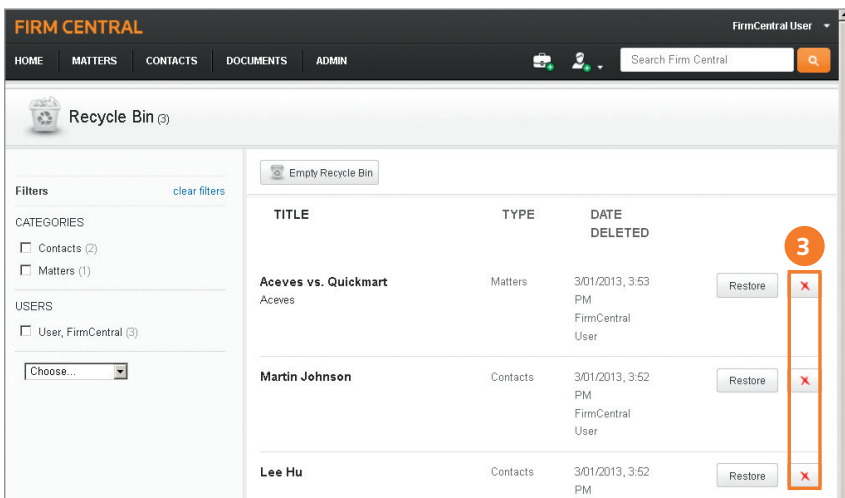 FIRM CENTRAL
FirmCentral User
HOME MATTERS CONTACTS DOCUMENTS ADMIN
Search Firm Central
Recycle Bin (3)
Filters
clear filters
CATEGORIES
Contacts (2)
Matters (1)
USERS
User, FirmCentral (3)
Choose...
Empty Recycle Bin
TITLE TYPE DATE
DELETED
3
Aceves vs. Quickmart Matters 3/01/2013, 3:53 Restore
Aceves PM
FirmCentral
User
Martin Johnson Contacts 3/01/2013, 3:52 Restore
PM
FirmCentral
User
Lee Hu Contacts 3/01/2013, 3:52 Restore
PM